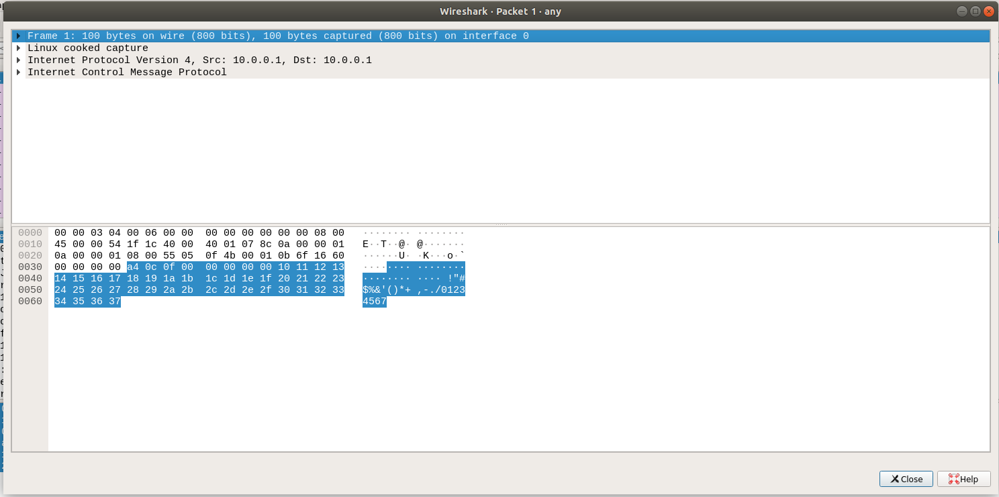 Wireshark · Packet 1 · any
Frame 1: 100 bytes on wire (800 bits), 100 bytes captured (800 bits) on interface 0
Linux cooked capture
Internet Protocol Version 4, Src: 10.0.0.1, Dst: 10.0.0.1
Internet Control Message Protocol
0000 00 00 03 04 00 06 00 00 00 00 00 00 00 00 08 00 ········ ········
0010 45 00 00 54 1f 1c 40 00 40 01 07 8c 0a 00 00 01 E··T··@· @·······
0020 0a 00 00 01 08 00 55 05 0f 4b 00 01 0b 6f 16 60 ······U· ·K···o·`
0030 00 00 00 00 a4 0c 0f 00 00 00 00 00 10 11 12 13 ········ ········
0040 14 15 16 17 18 19 1a 1b 1c 1d 1e 1f 20 21 22 23 ········ ···· !"#
0050 24 25 26 27 28 29 2a 2b 2c 2d 2e 2f 30 31 32 33 $%&'()*+ ,-./0123
0060 34 35 36 37 4567
Close Help